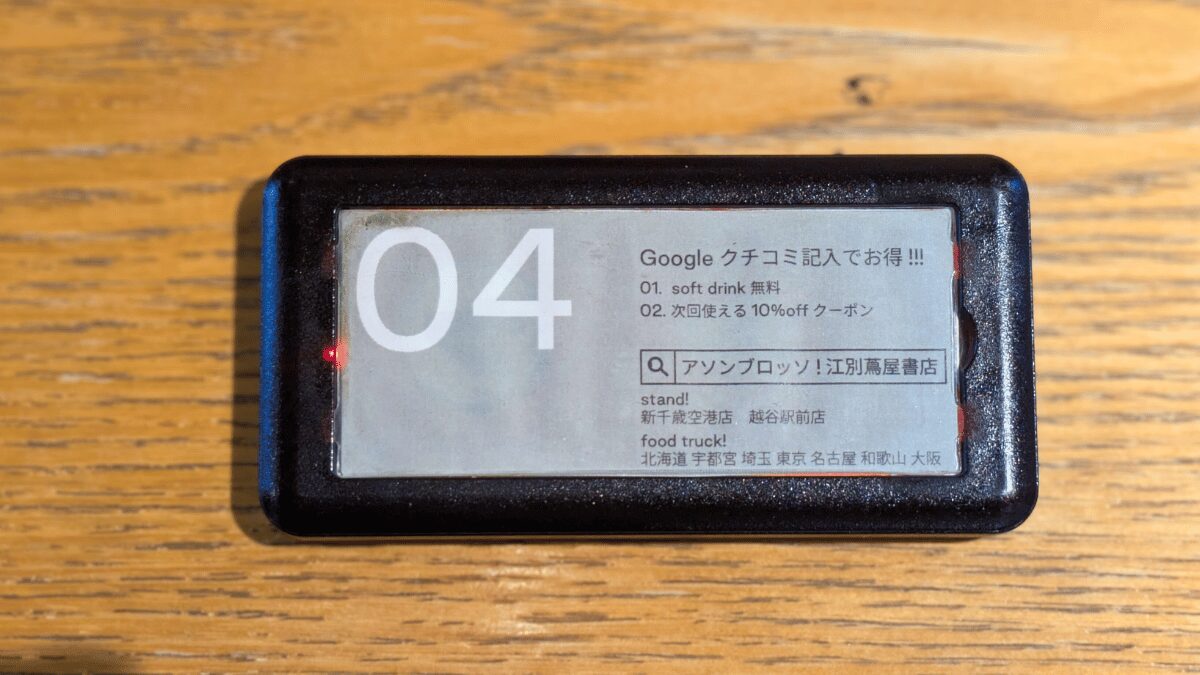 04
Google クチコミ記入でお得 !!!
01. soft drink 無料
02. 次回使える 10%off クーポン
アソンブロッソ ! 江別蔦屋書店
stand!
新千歳空港店 越谷駅前店
food truck!
北海道 宇都宮 埼玉 東京 名古屋 和歌山 大阪